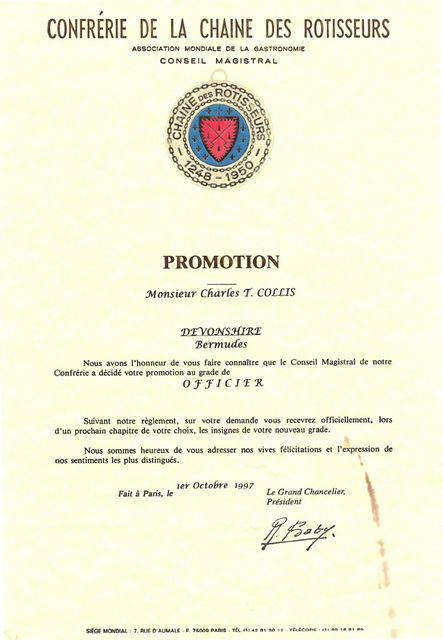 CONFRÉRIE DE LA CHAINE DES ROTISSEURS
ASSOCIATION MONDIALE DE LA GASTRONOMIE
CONSEIL MAGISTRAL
CHAINE DES ROTISSEURS
1248 - 1950
PROMOTION
Monsieur Charles T. COLLIS
DEVONSHIRE
Bermudes
Nous avons l'honneur de vous faire connaître que le Conseil Magistral de notre
Confrérie a décidé votre promotion au grade de
OFFICIER
Suivant notre règlement, sur votre demande vous recevrez officiellement, lors
d'un prochain chapitre de votre choix, les insignes de votre nouveau grade.
Nous sommes heureux de vous adresser nos vives félicitations et l'expression de
nos sentiments les plus distingués.
Fait à Paris, le 1er Octobre 1997
Le Grand Chancelier,
Président
R. Baby.
SIÈGE MONDIAL : 7, RUE D'AUMALE - F. 75009 PARIS - TÉL